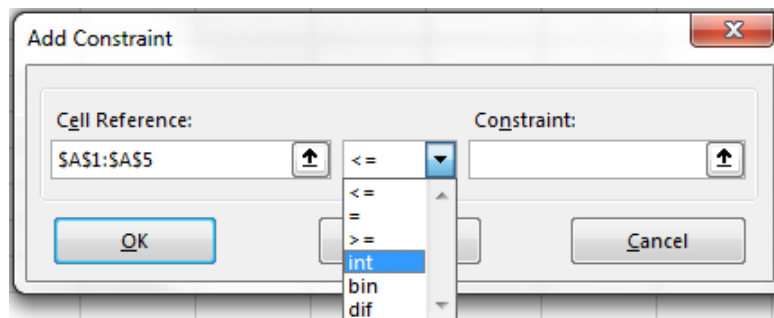 Add Constraint
Cell Reference:
Constraint:
$A$1:$A$5
<=
<=
=
>=
int
bin
dif
OK
Cancel